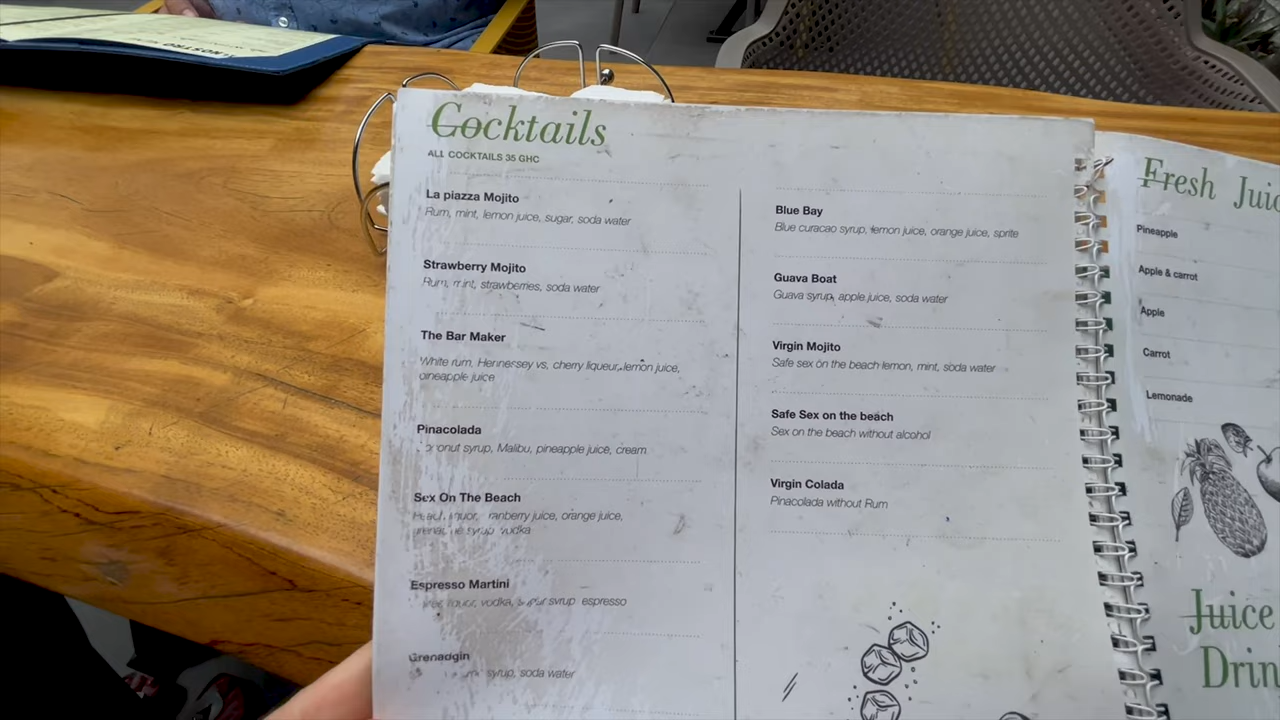 NOSTRO
Cocktails
ALL COCKTAILS 35 GHC
La piazza Mojito
Rum, mint, lemon juice, sugar, soda water
Strawberry Mojito
Rum, mint, strawberries, soda water
The Bar Maker
White rum, Hennessey vs, cherry liqueur, lemon juice,
pineapple juice
Pinacolada
Coconut syrup, Malibu, pineapple juice, cream
Sex On The Beach
cranberry juice, orange juice,
syrup, vodka
Espresso Martini
vodka, syrup espresso
Grenadgin
syrup, soda water
Blue Bay
Blue curacao syrup, lemon juice, orange juice, sprite
Guava Boat
Guava syrup, apple juice, soda water
Virgin Mojito
Safe sex on the beach lemon, mint, soda water
Safe Sex on the beach
Sex on the beach without alcohol
Virgin Colada
Pinacolada without Rum
Fresh
Pineapple
Apple & carrot
Apple
Carrot
Lemonade
Juice